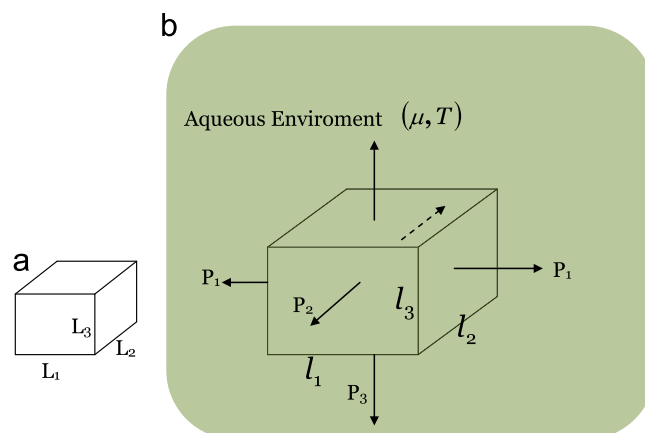 b
Aqueous Enviroment (μ, T)
a
P₁
P₁
P₂
l₃
L₃
l₂
L₂
L₁
l₁
P₃